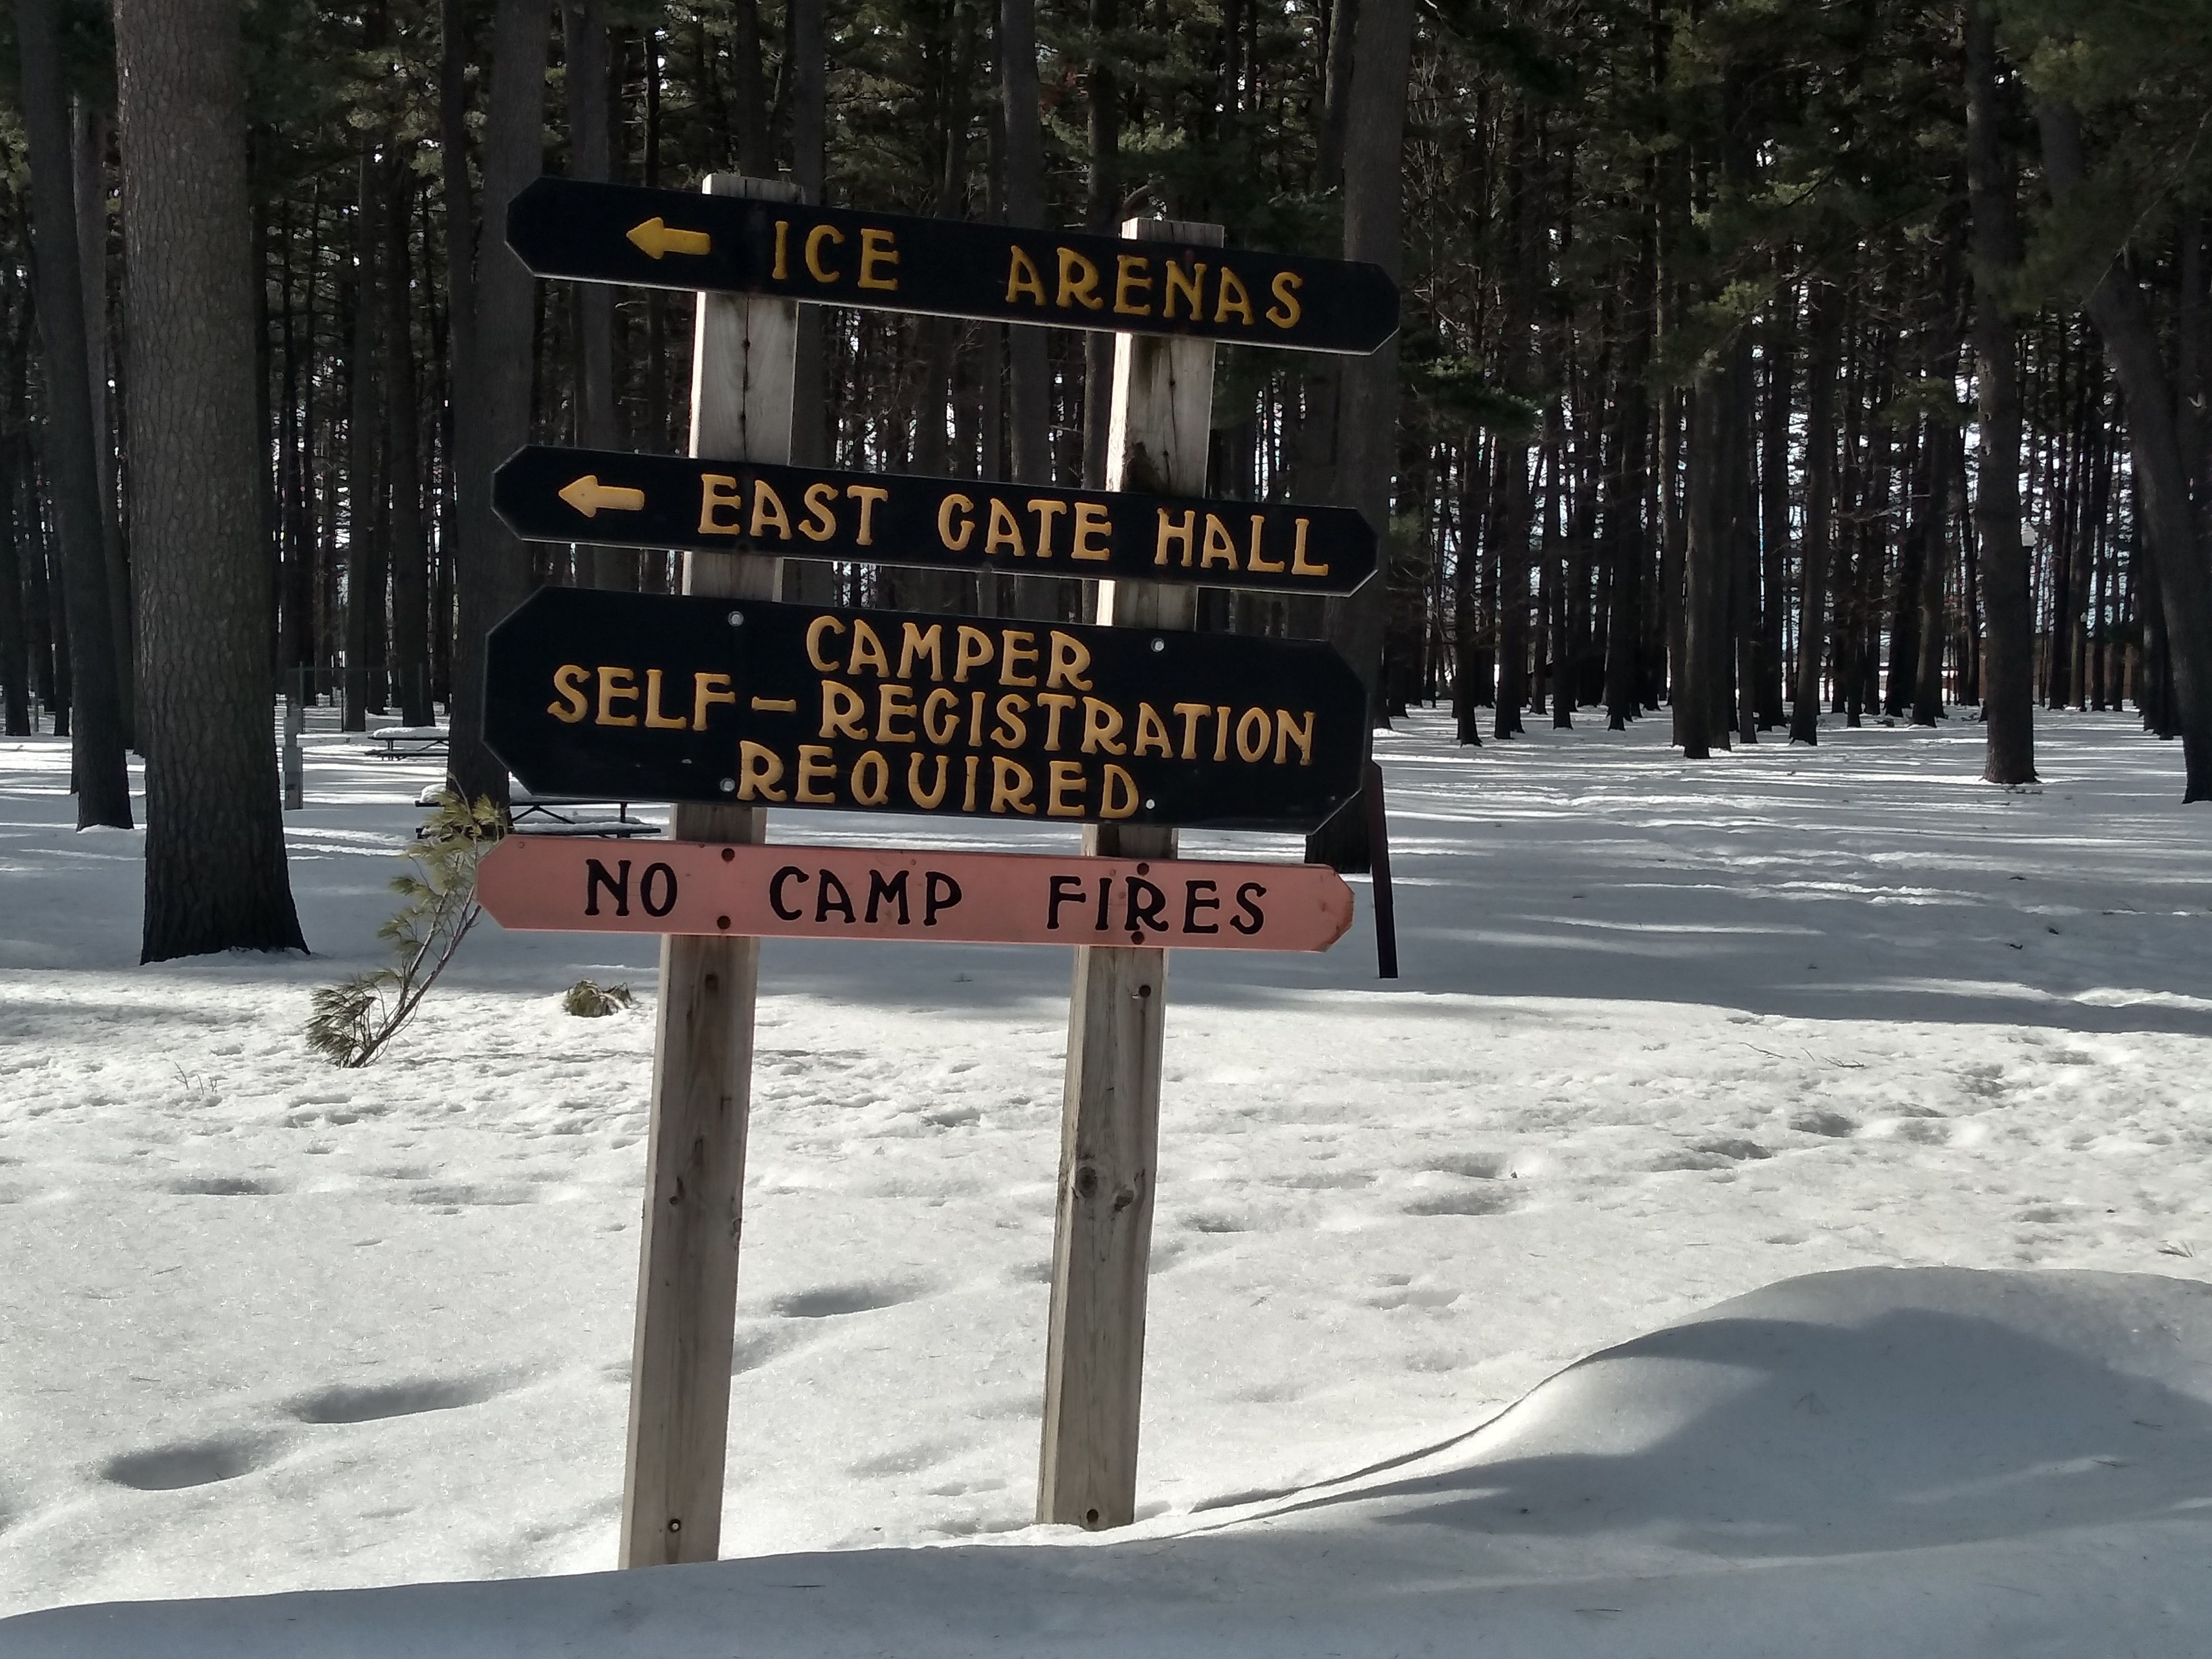 ← ICE ARENAS
← EAST GATE HALL
CAMPER
SELF-REGISTRATION
REQUIRED
NO CAMP FIRES